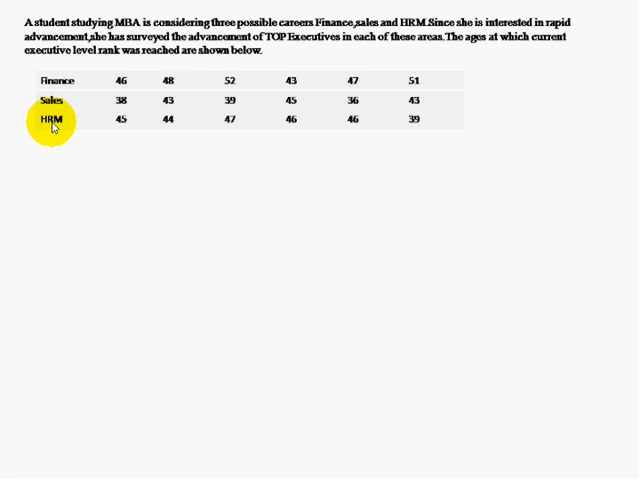 A student studying MBA is considering three possible careers Finance,sales and HRM.Since she is interested in rapid
advancement,she has surveyed the advancement of TOP Executives in each of these areas.The ages at which current
executive level rank was reached are shown below.
Finance 46 48 52 43 47 51
Sales 38 43 39 45 36 43
HRM 45 44 47 46 46 39